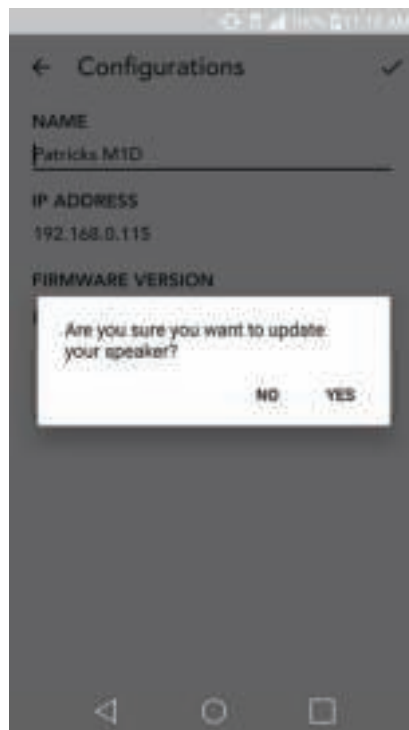 Configurations
NAME
Patricks M1D
IP ADDRESS
192.168.0.115
FIRMWARE VERSION
Are you sure you want to update
your speaker?
NO YES